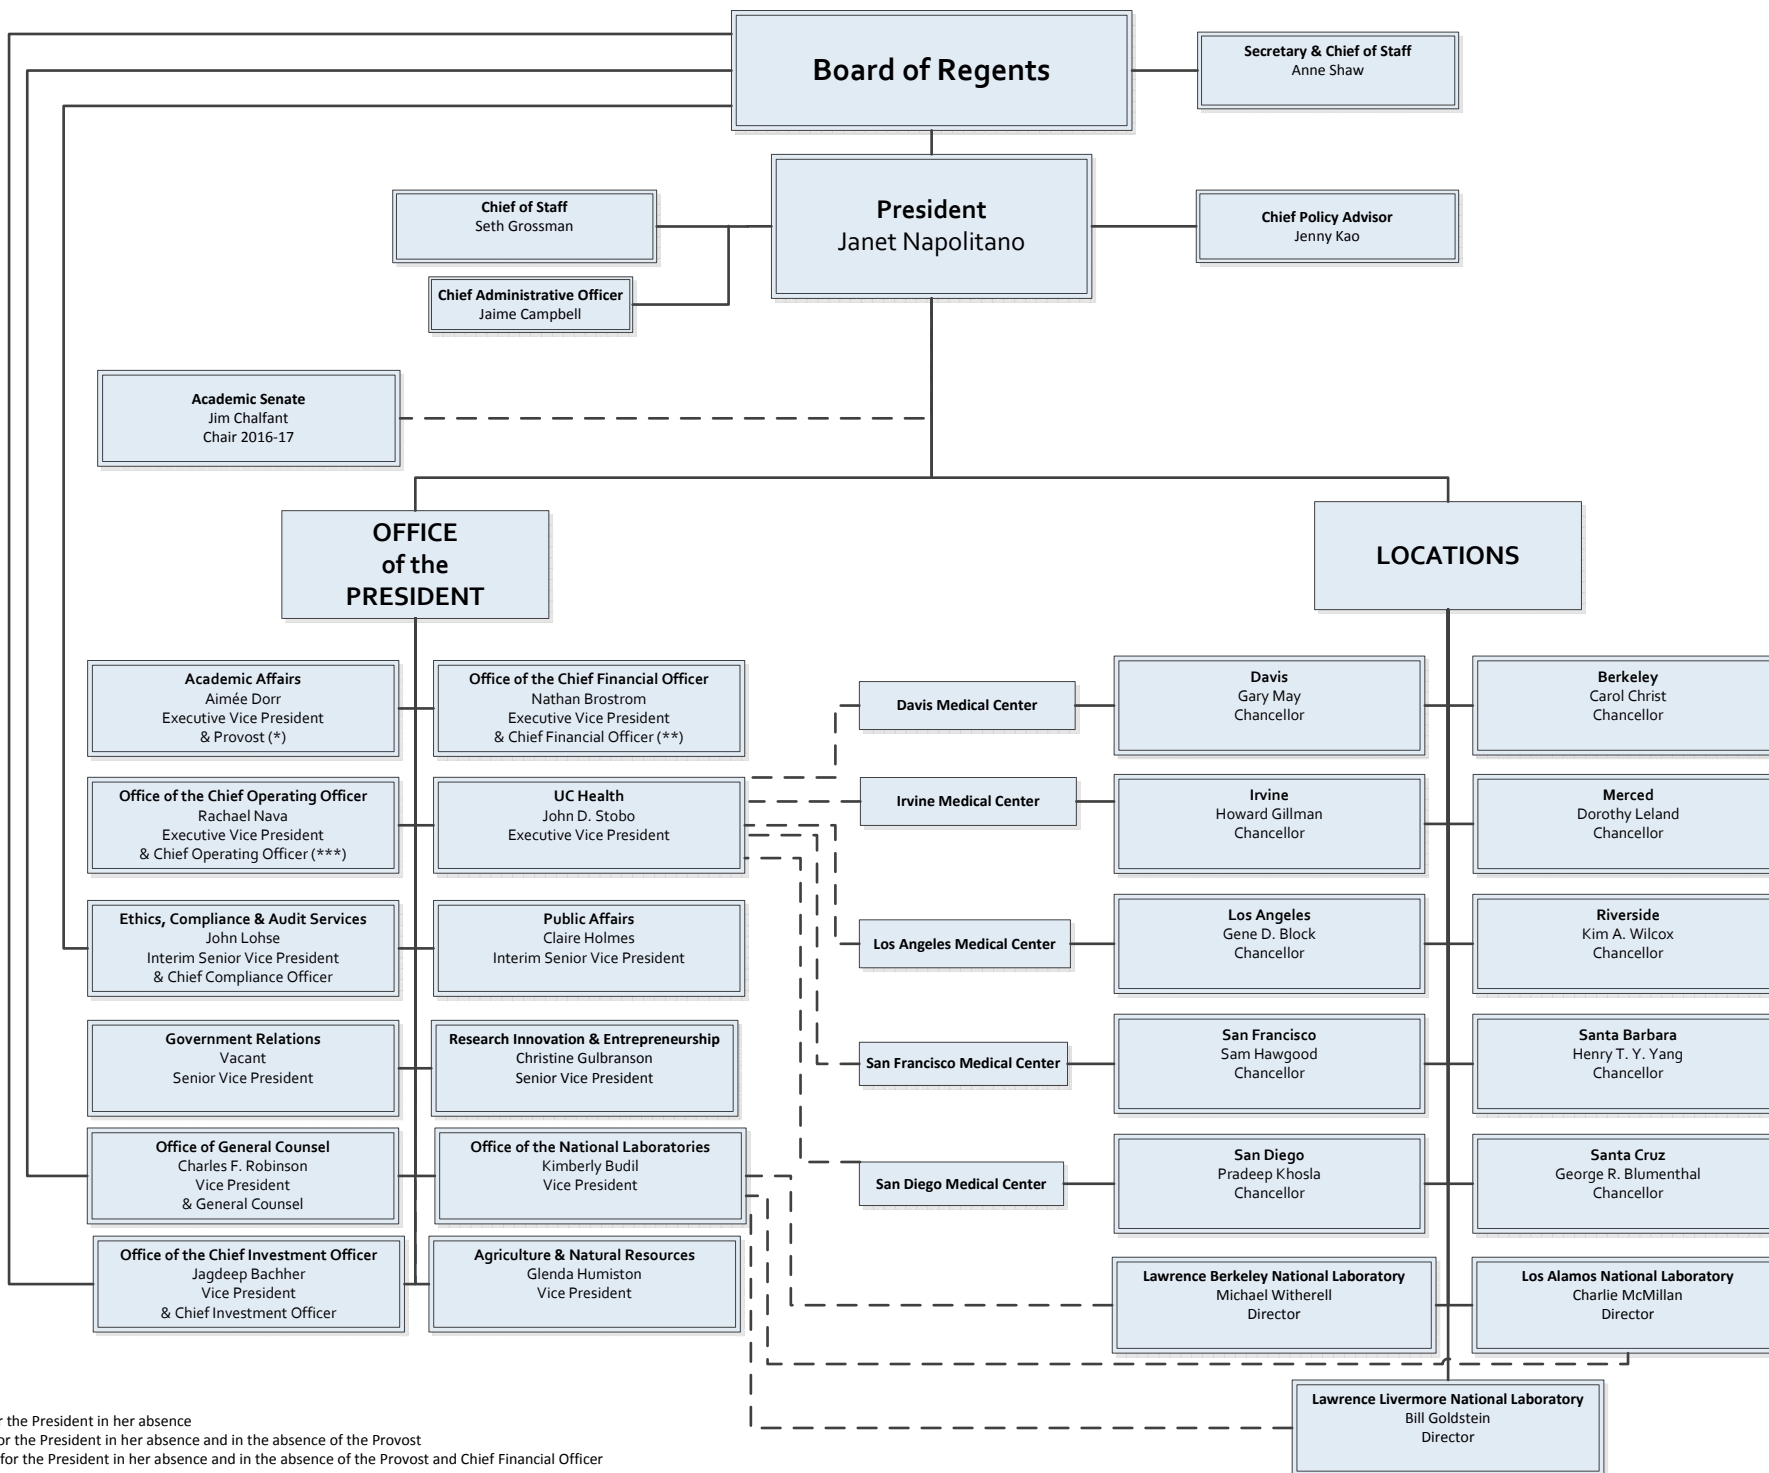 Board of Regents
Secretary & Chief of Staff
Anne Shaw
President
Janet Napolitano
Chief of Staff
Seth Grossman
Chief Policy Advisor
Jenny Kao
Chief Administrative Officer
Jaime Campbell
Academic Senate
Jim Chalfant
Chair 2016-17
OFFICE
of the
PRESIDENT
LOCATIONS
Academic Affairs
Aimée Dorr
Executive Vice President
& Provost (*)
Office of the Chief Financial Officer
Nathan Brostrom
Executive Vice President
& Chief Financial Officer (**)
Davis Medical Center
Davis
Gary May
Chancellor
Berkeley
Carol Christ
Chancellor
Office of the Chief Operating Officer
Rachael Nava
Executive Vice President
& Chief Operating Officer (***)
UC Health
John D. Stobo
Executive Vice President
Irvine Medical Center
Irvine
Howard Gillman
Chancellor
Merced
Dorothy Leland
Chancellor
Ethics, Compliance & Audit Services
John Lohse
Interim Senior Vice President
& Chief Compliance Officer
Public Affairs
Claire Holmes
Interim Senior Vice President
Los Angeles Medical Center
Los Angeles
Gene D. Block
Chancellor
Riverside
Kim A. Wilcox
Chancellor
Government Relations
Vacant
Senior Vice President
Research Innovation & Entrepreneurship
Christine Gulbranson
Senior Vice President
San Francisco Medical Center
San Francisco
Sam Hawgood
Chancellor
Santa Barbara
Henry T. Y. Yang
Chancellor
Office of General Counsel
Charles F. Robinson
Vice President
& General Counsel
Office of the National Laboratories
Kimberly Budil
Vice President
San Diego Medical Center
San Diego
Pradeep Khosla
Chancellor
Santa Cruz
George R. Blumenthal
Chancellor
Office of the Chief Investment Officer
Jagdeep Bachher
Vice President
& Chief Investment Officer
Agriculture & Natural Resources
Glenda Humiston
Vice President
Lawrence Berkeley National Laboratory
Michael Witherell
Director
Los Alamos National Laboratory
Charlie McMillan
Director
Lawrence Livermore National Laboratory
Bill Goldstein
Director
the President in her absence
or the President in her absence and in the absence of the Provost
for the President in her absence and in the absence of the Provost and Chief Financial Officer